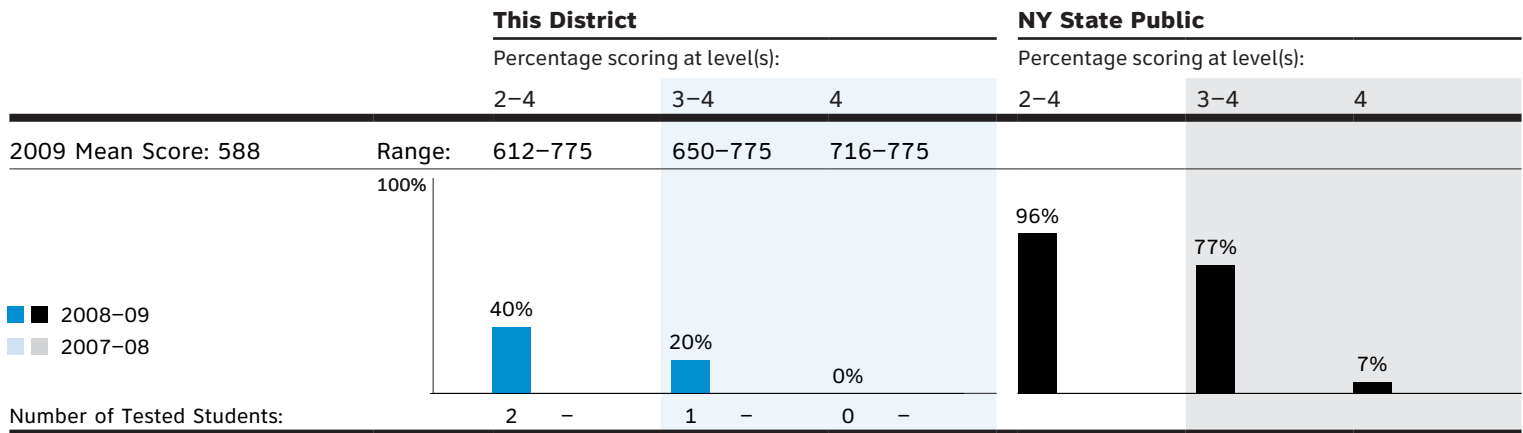 This District NY State Public
Percentage scoring at level(s): Percentage scoring at level(s):
2–4 3–4 4 2–4 3–4 4
2009 Mean Score: 588 Range: 612–775 650–775 716–775
100%
96%
77%
40%
2008–09
20%
2007–08
0%
7%
Number of Tested Students: 2 – 1 – 0 –